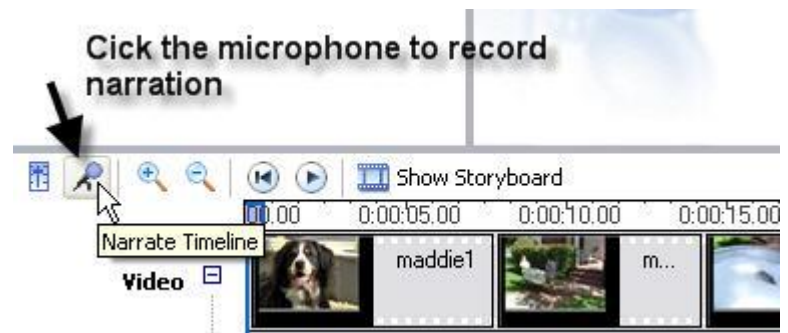 Cick the microphone to record
narration
Show Storyboard
0:00:05.00 0:00:10.00 0:00:15.00
Narrate Timeline
maddie1 m...
Video